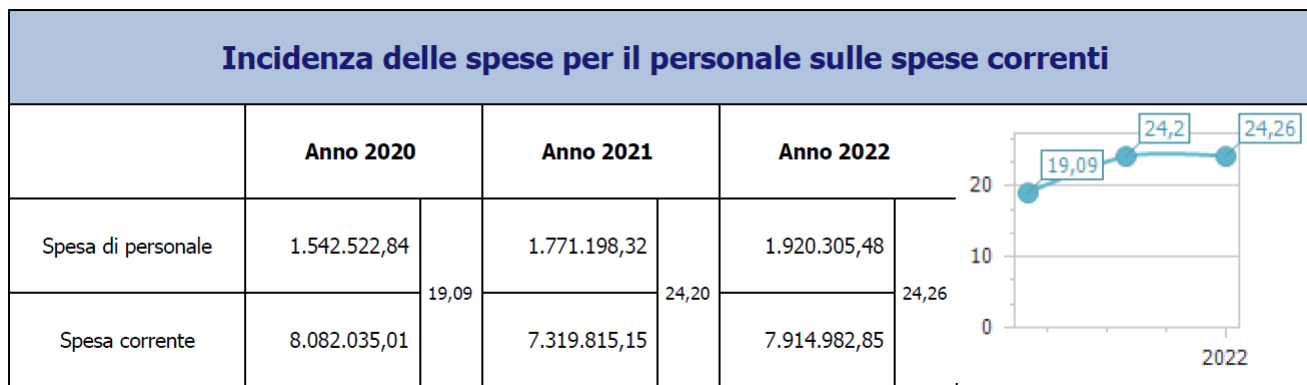 Incidenza delle spese per il personale sulle spese correnti
Anno 2020 Anno 2021 Anno 2022
Spesa di personale 1.542.522,84 1.771.198,32 1.920.305,48
19,09 24,20 24,26
Spesa corrente 8.082.035,01 7.319.815,15 7.914.982,85
24,2 24,26
19,09
20
10
0
2022